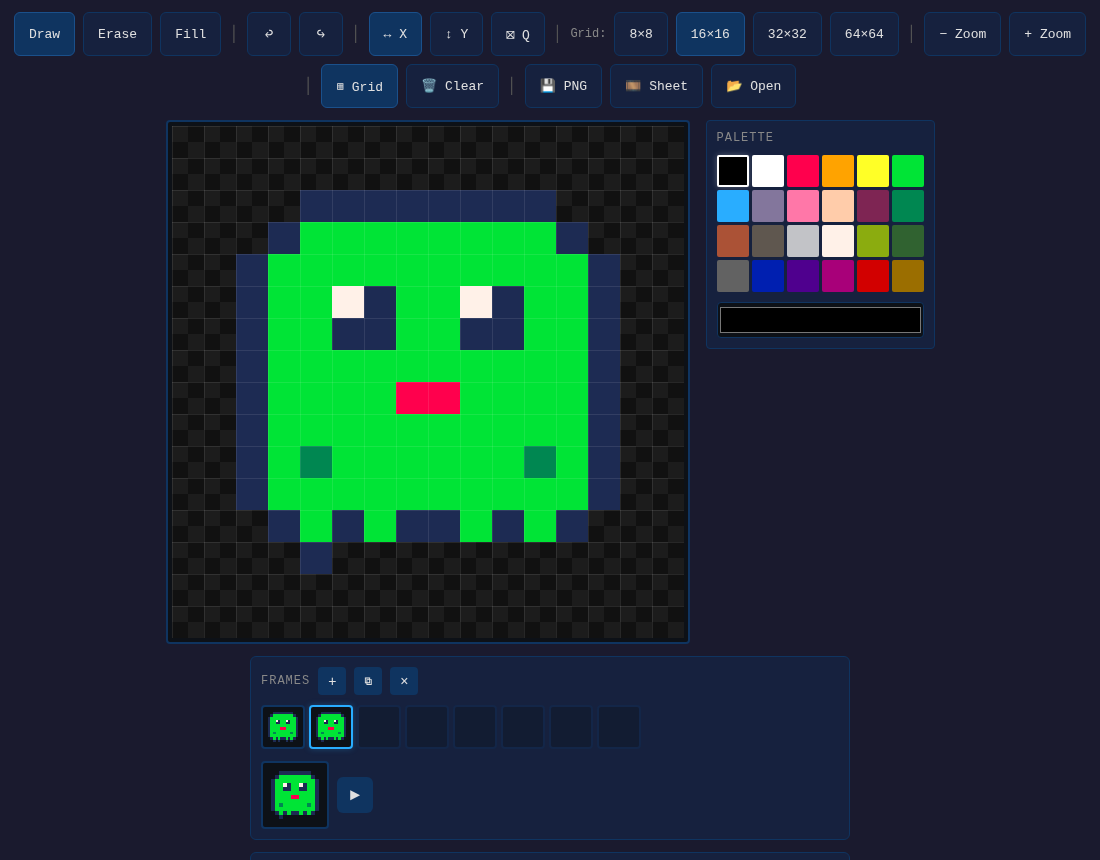 Draw Erase Fill | ↩ ↪ | ↔ X ↕ Y ⊠ Q | Grid: 8×8 16×16 32×32 64×64 | − Zoom + Zoom
| ⊞ Grid 🗑️ Clear | 💾 PNG 🎞️ Sheet 📂 Open
PALETTE
FRAMES + ⧉ ×
▶